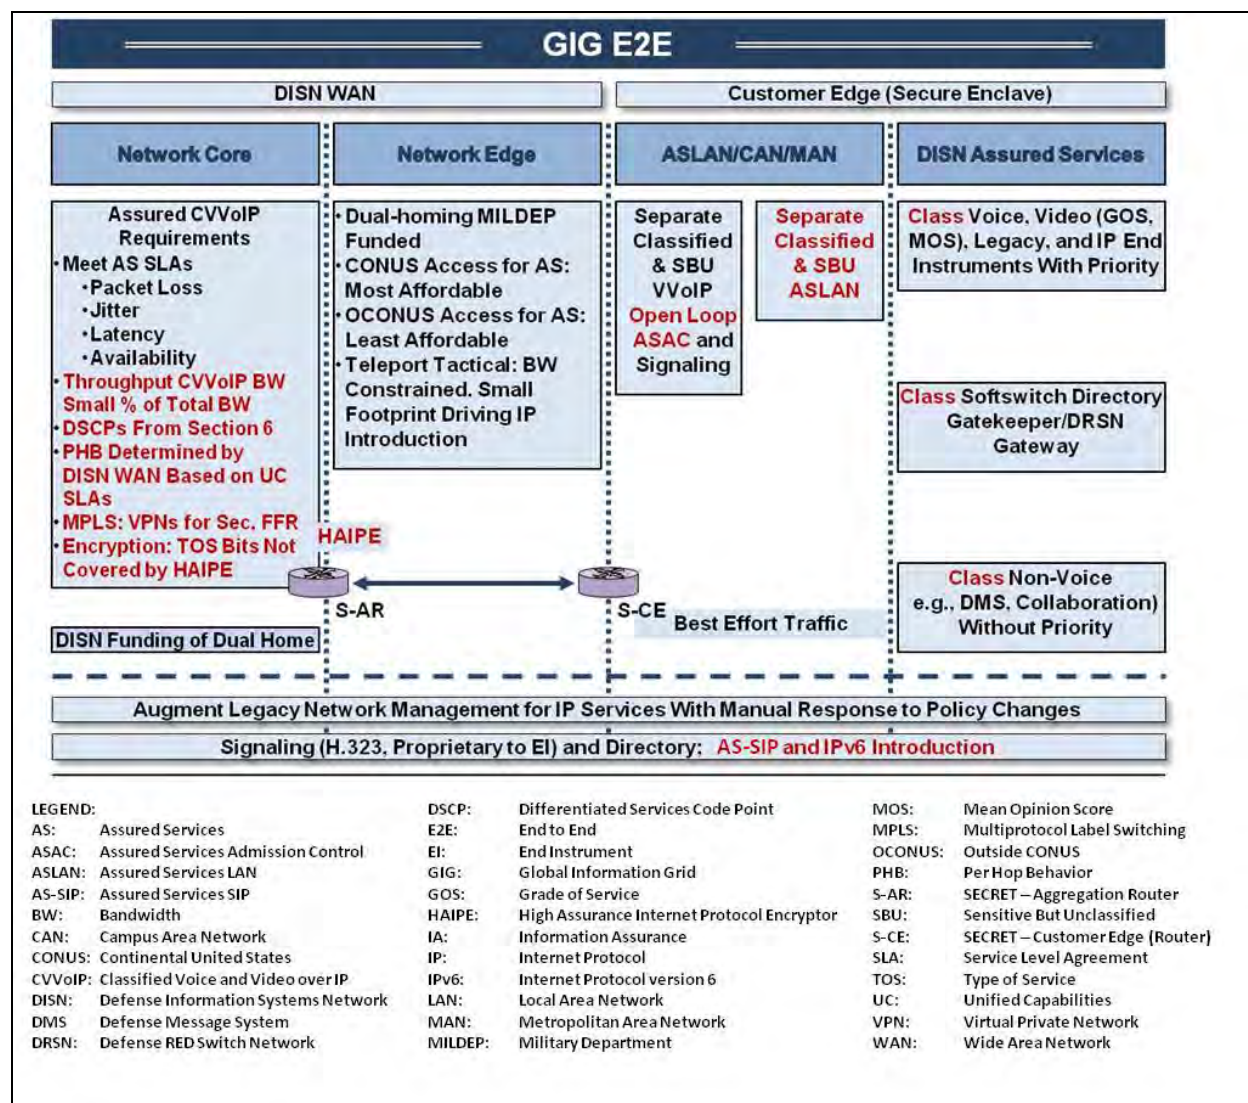 GIG E2E
DISN WAN
Customer Edge (Secure Enclave)
Network Core
Network Edge
ASLAN/CAN/MAN
DISN Assured Services
Assured CVVoIP
Requirements
• Meet AS SLAs
• Packet Loss
• Jitter
• Latency
• Availability
• Throughput CVVoIP BW
Small % of Total BW
• DSCPs From Section 6
• PHB Determined by
DISN WAN Based on UC
SLAs
• MPLS: VPNs for Sec, FFR
• Encryption: TOS Bits Not
Covered by HAIPE
• Dual-homing MILDEP
Funded
• CONUS Access for AS:
Most Affordable
• OCONUS Access for AS:
Least Affordable
• Teleport Tactical: BW
Constrained. Small
Footprint Driving IP
Introduction
Separate
Classified
& SBU
VVoIP
Open Loop
ASAC and
Signaling
Separate
Classified
& SBU
ASLAN
Class Voice, Video (GOS,
MOS), Legacy, and IP End
Instruments With Priority
Class Softswitch Directory
Gatekeeper/DRSN
Gateway
Class Non-Voice
e.g., DMS, Collaboration)
Without Priority
HAIPE
S-AR
S-CE
Best Effort Traffic
DISN Funding of Dual Home
Augment Legacy Network Management for IP Services With Manual Response to Policy Changes
Signaling (H.323, Proprietary to EI) and Directory; AS-SIP and IPv6 Introduction
LEGEND:
AS: Assured Services
ASAC: Assured Services Admission Control
ASLAN: Assured Services LAN
AS-SIP: Assured Services SIP
BW: Bandwidth
CAN: Campus Area Network
CONUS: Continental United States
CVVoIP: Classified Voice and Video over IP
DISN: Defense Information Systems Network
DMS Defense Message System
DRSN: Defense RED Switch Network
DSCP: Differentiated Services Code Point
E2E: End to End
EI: End Instrument
GIG: Global Information Grid
GOS: Grade of Service
HAIPE: High Assurance Internet Protocol Encryptor
IA: Information Assurance
IP: Internet Protocol
IPv6: Internet Protocol version 6
LAN: Local Area Network
MAN: Metropolitan Area Network
MILDEP: Military Department
MOS: Mean Opinion Score
MPLS: Multiprotocol Label Switching
OCONUS: Outside CONUS
PHB: Per Hop Behavior
S-AR: SECRET – Aggregation Router
SBU: Sensitive But Unclassified
S-CE: SECRET – Customer Edge (Router)
SLA: Service Level Agreement
TOS: Type of Service
UC: Unified Capabilities
VPN: Virtual Private Network
WAN: Wide Area Network